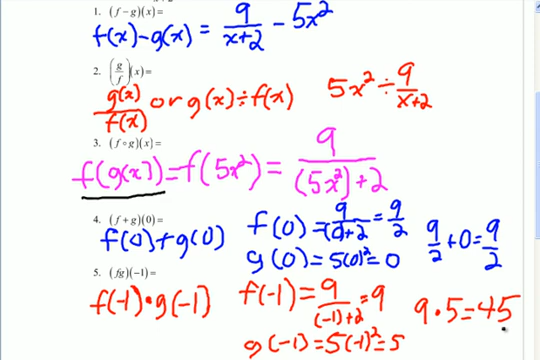 1. (f−g)(x)=
f(x)−g(x) = 9/(x+2) − 5x²
2. (g/f)(x)=
g(x)/f(x) or g(x)÷f(x) 5x² ÷ 9/(x+2)
3. (f∘g)(x)=
f(g(x))=f(5x²)= 9/((5x²)+2)
4. (f+g)(0)=
f(0)+g(0) f(0)=9/(0+2)=9/2 9/2+0=9/2
g(0)=5(0)²=0
5. (fg)(−1)=
f(−1)•g(−1) f(−1)=9/((−1)+2)=9 9•5=45
g(−1)=5(−1)²=5